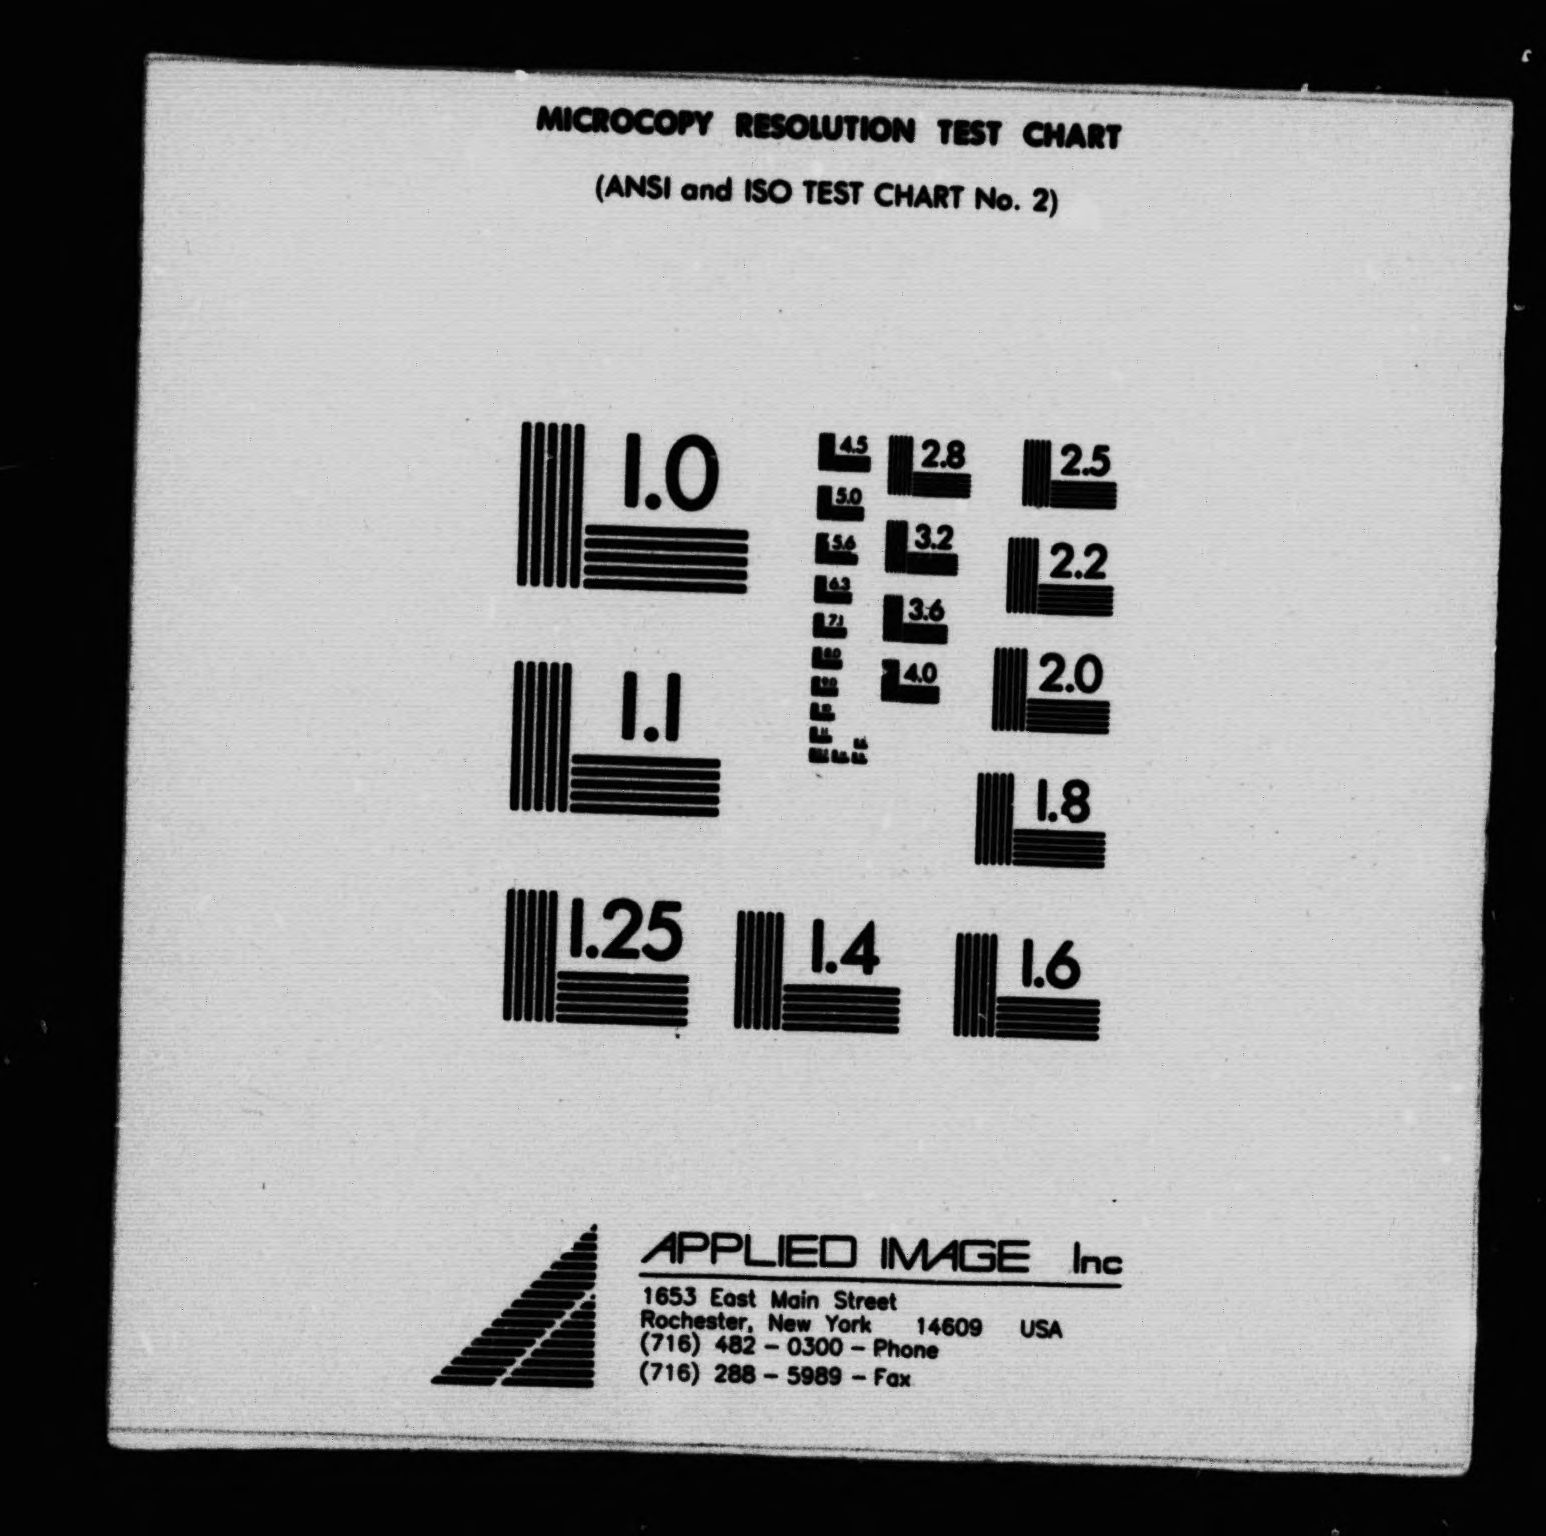 MICROCOPY RESOLUTION TEST CHART
(ANSI and ISO TEST CHART No. 2)
1.0
1.1
1.25
1.4
1.6
1.8
2.0
2.2
2.5
2.8
3.2
3.6
4.0
4.5
5.0
5.6
6.3
7.1
8.0
9.0
APPLIED IMAGE Inc
1653 East Main Street
Rochester, New York 14609 USA
(716) 482 - 0300 - Phone
(716) 288 - 5989 - Fax